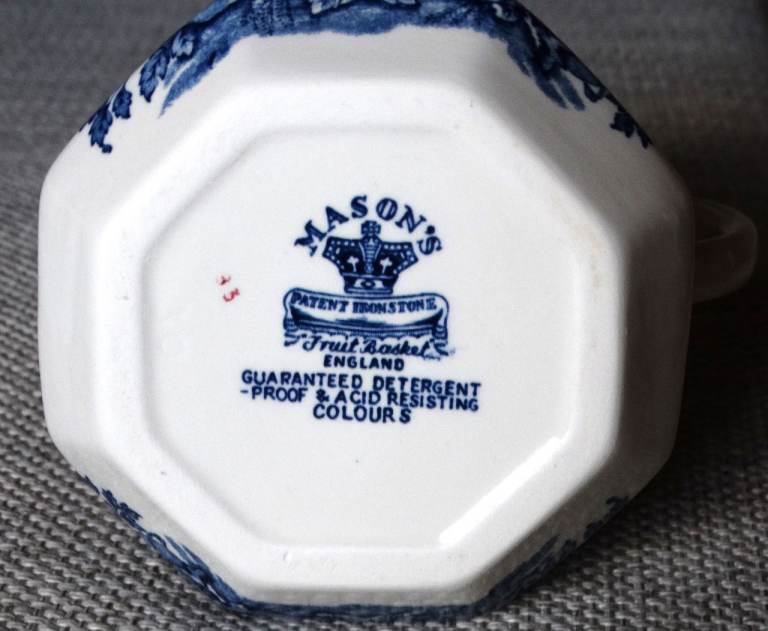 MASON'S
PATENT IRONSTONE
"Fruit Basket"
ENGLAND
GUARANTEED DETERGENT
-PROOF & ACID RESISTING
COLOURS